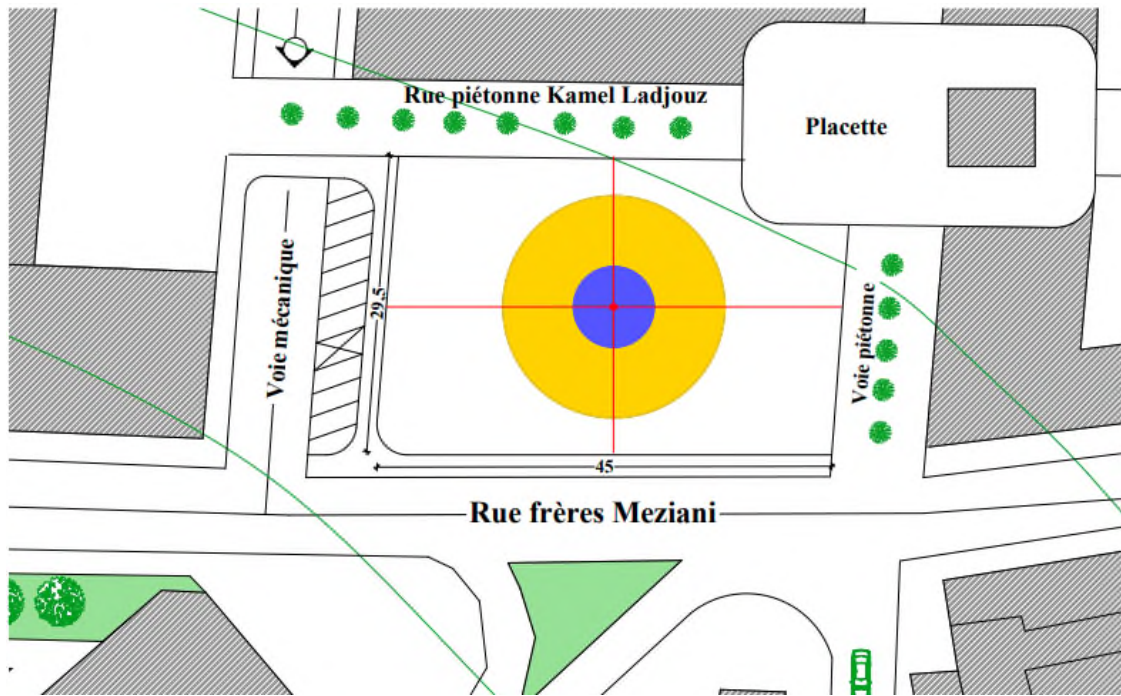 Rue piétonne Kamel Ladjouz
Placette
Voie mécanique
29,5
Voie piétonne
45
Rue frères Meziani